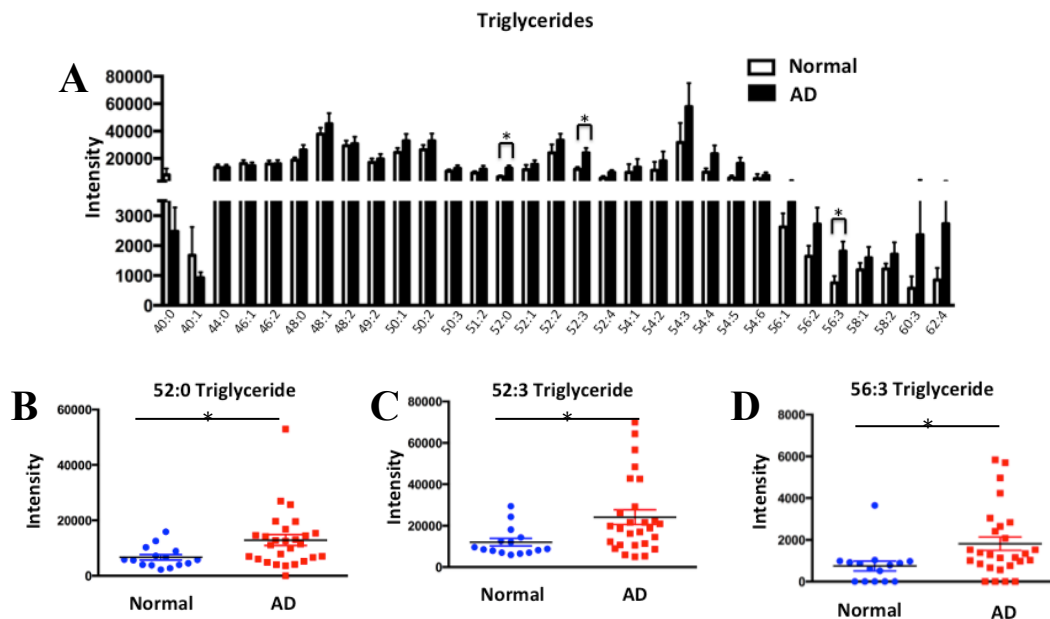 Triglycerides
A
Normal
AD
Intensity
80000
60000
40000
20000
3000
2000
1000
0
*
*
*
40:0 40:1 44:0 46:1 46:2 48:0 48:1 48:2 49:2 50:1 50:2 50:3 51:2 52:0 52:1 52:2 52:3 52:4 54:1 54:2 54:3 54:4 54:5 54:6 56:1 56:2 56:3 58:1 58:2 60:3 62:4
B
52:0 Triglyceride
*
Intensity
60000
40000
20000
0
Normal AD
C
52:3 Triglyceride
*
Intensity
80000
60000
40000
20000
0
Normal AD
D
56:3 Triglyceride
*
Intensity
8000
6000
4000
2000
0
Normal AD